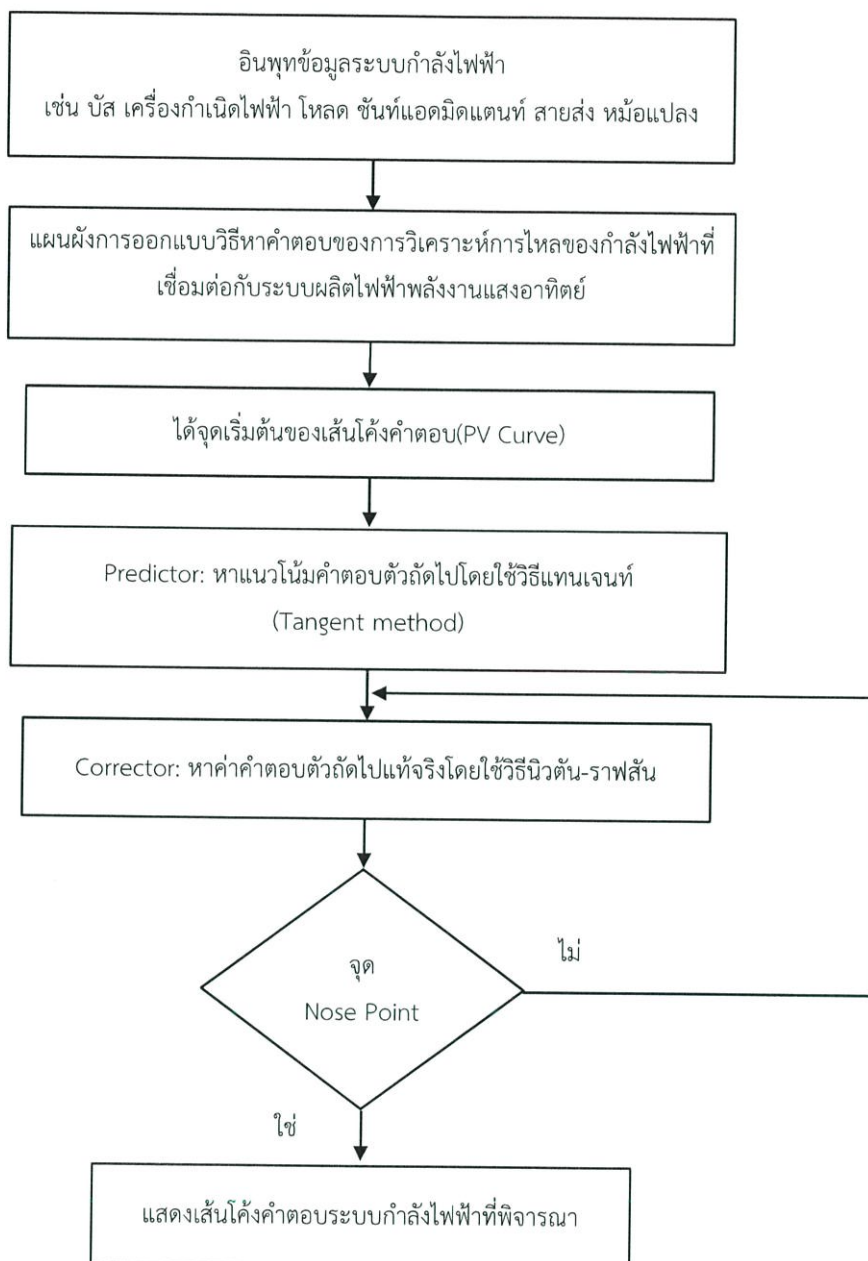 อินพุทข้อมูลระบบกำลังไฟฟ้า
เช่น บัส เครื่องกำเนิดไฟฟ้า โหลด ชันท์แอดมิดแตนท์ สายส่ง หม้อแปลง
แผนผังการออกแบบวิธีหาคำตอบของการวิเคราะห์การไหลของกำลังไฟฟ้าที่
เชื่อมต่อกับระบบผลิตไฟฟ้าพลังงานแสงอาทิตย์
ได้จุดเริ่มต้นของเส้นโค้งคำตอบ(PV Curve)
Predictor: หาแนวโน้มคำตอบตัวถัดไปโดยใช้วิธีแทนเจนท์
(Tangent method)
Corrector: หาค่าคำตอบตัวถัดไปแท้จริงโดยใช้วิธีนิวตัน-ราฟสัน
จุด
Nose Point
ไม่
ใช่
แสดงเส้นโค้งคำตอบระบบกำลังไฟฟ้าที่พิจารณา